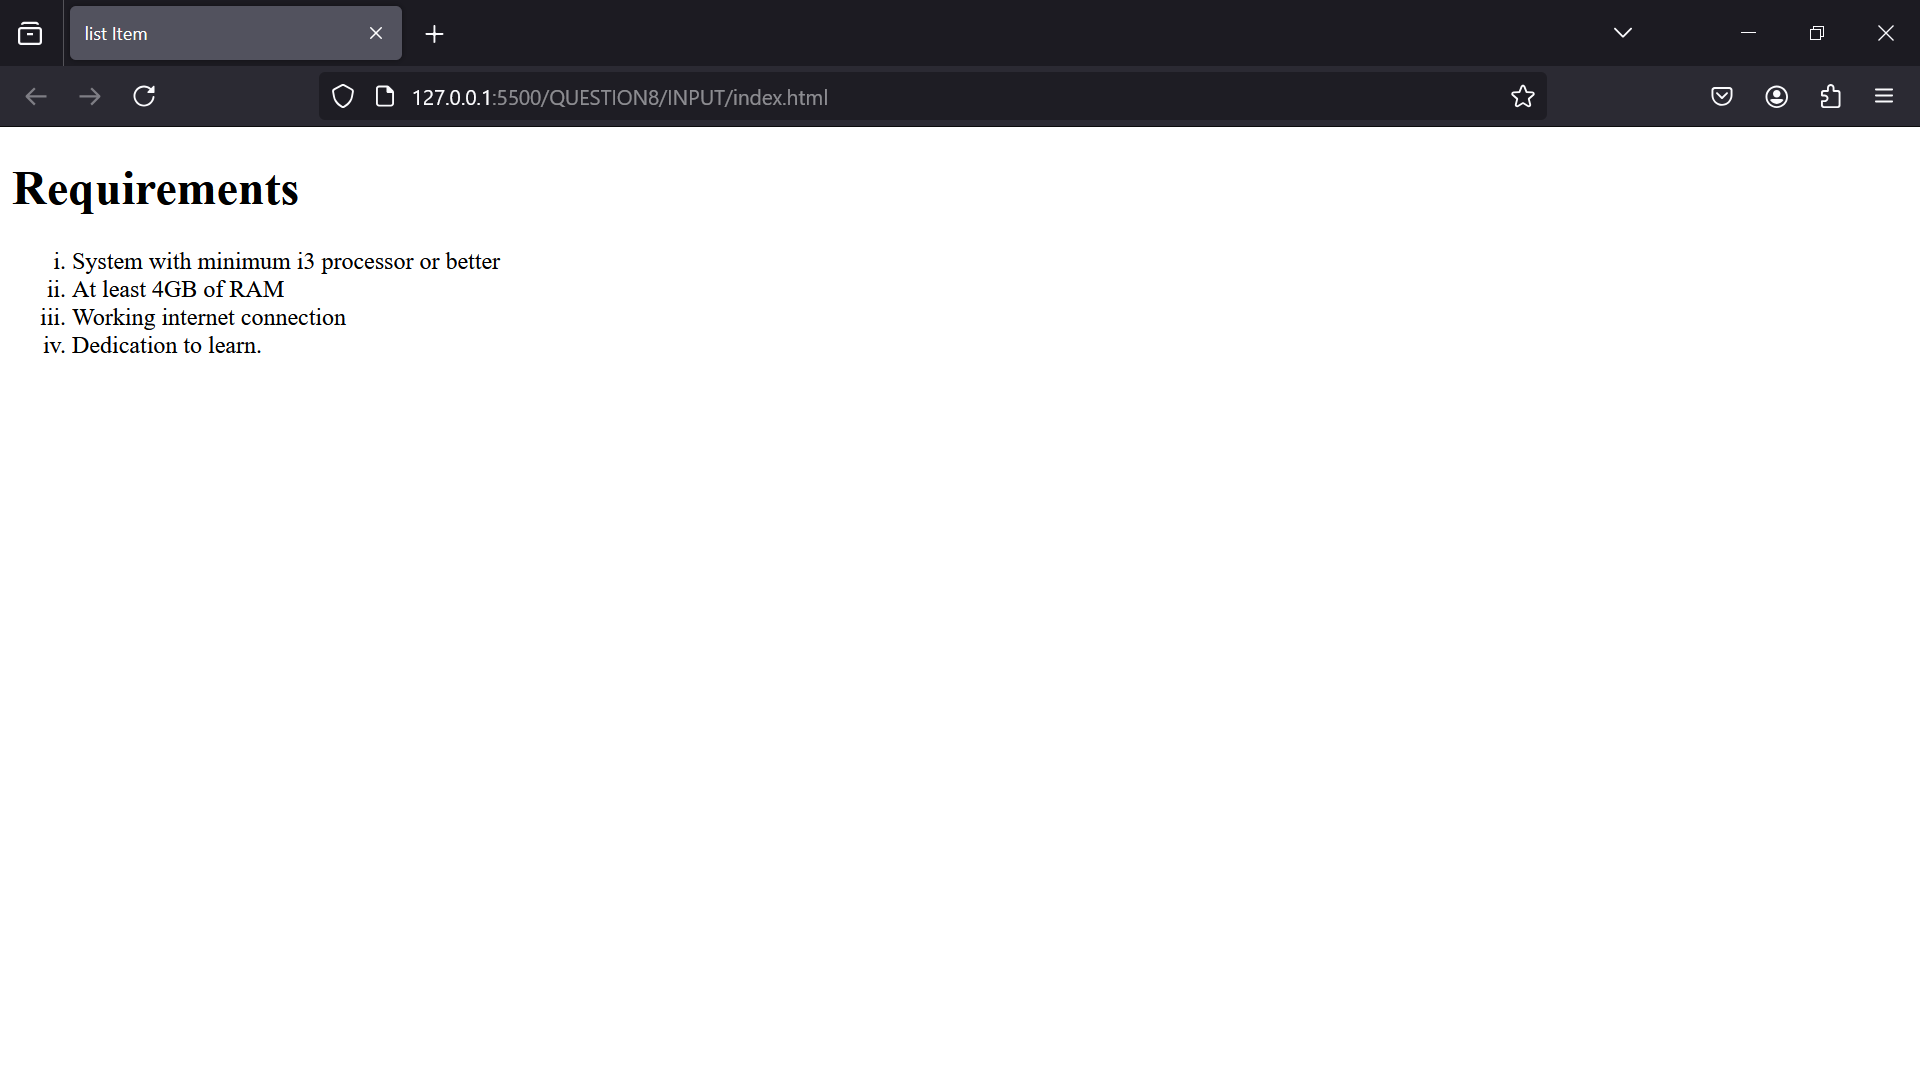 list Item
127.0.0.1:5500/QUESTION8/INPUT/index.html
Requirements
i. System with minimum i3 processor or better
ii. At least 4GB of RAM
iii. Working internet connection
iv. Dedication to learn.